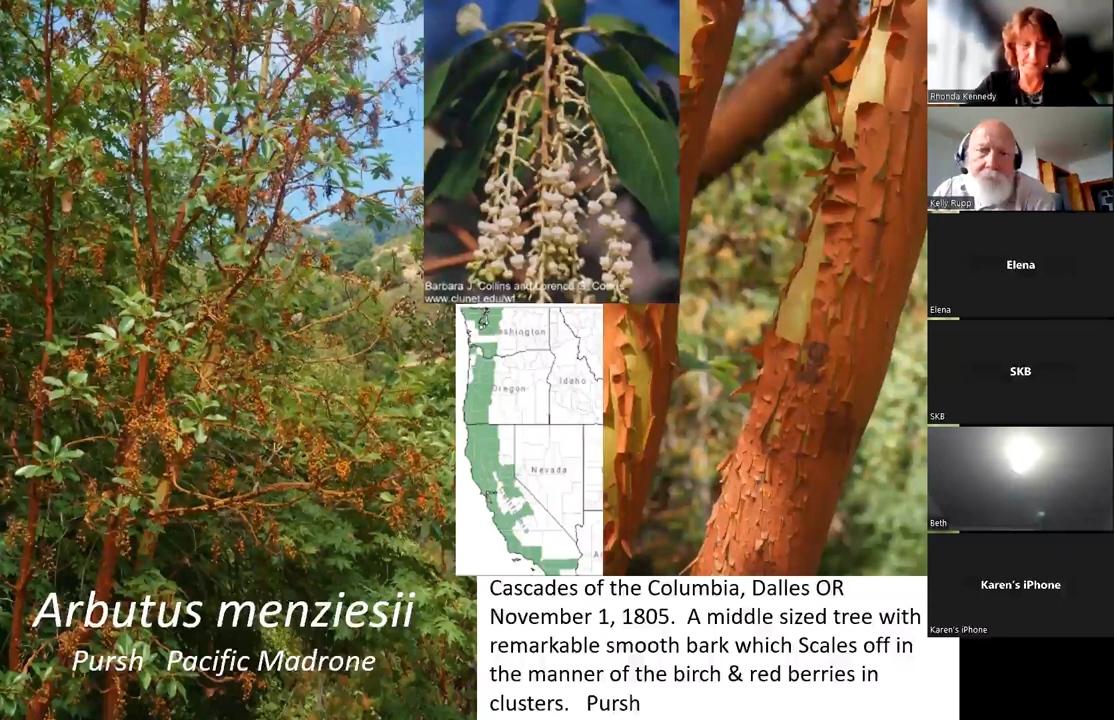 Barbara J. Collins and Lorence G. Collins
www.clunet.edu/wf
Washington
Oregon
Idaho
Nevada
Arbutus menziesii
Pursh Pacific Madrone
Cascades of the Columbia, Dalles OR
November 1, 1805. A middle sized tree with
remarkable smooth bark which Scales off in
the manner of the birch & red berries in
clusters. Pursh
Rhonda Kennedy
Kelly Rupp
Elena
Elena
SKB
SKB
Beth
Karen's iPhone
Karen's iPhone